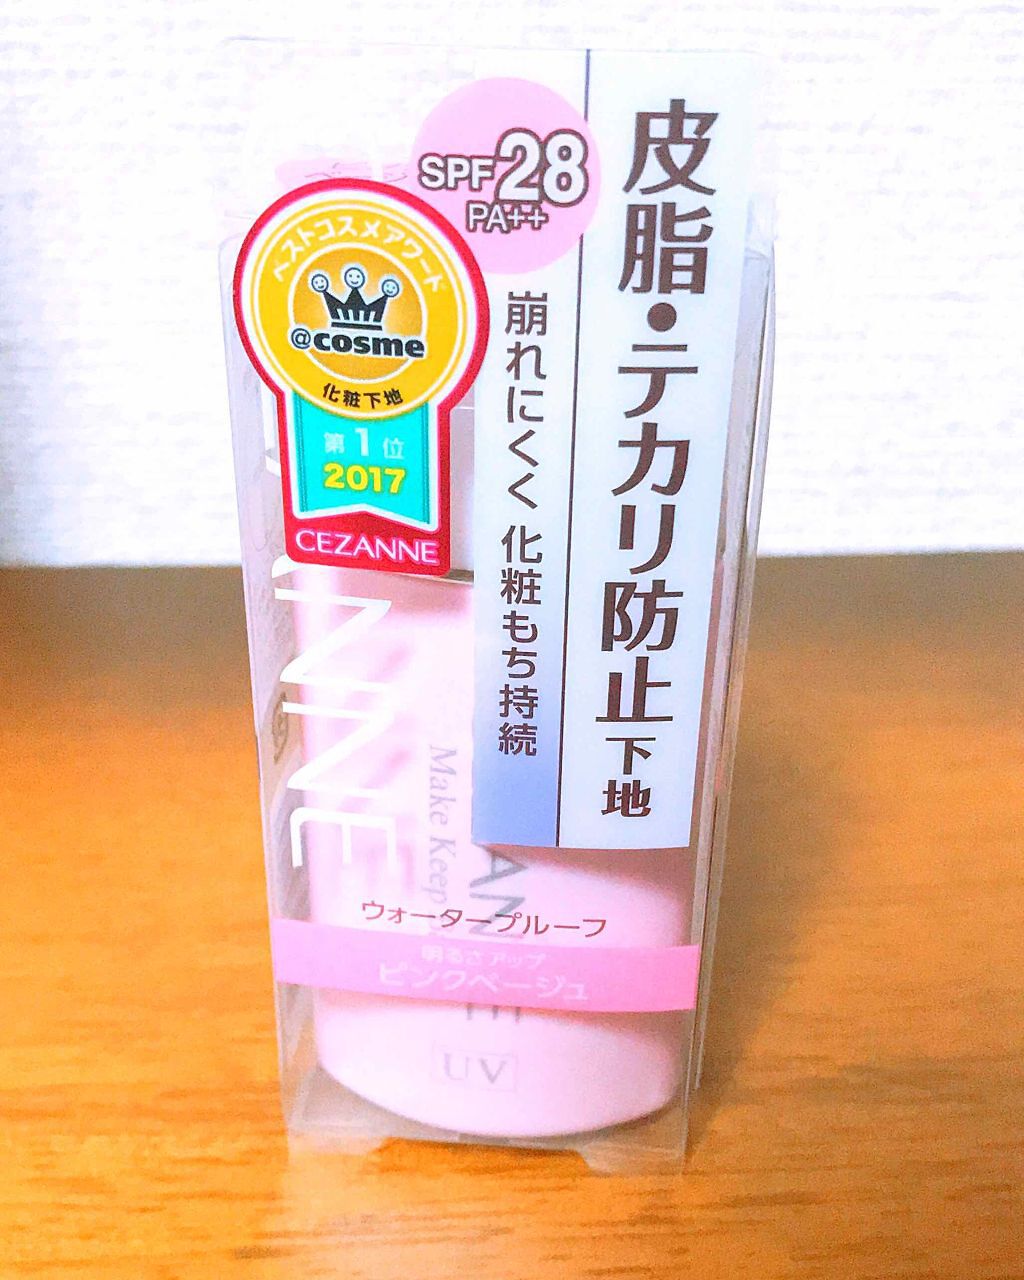 皮脂・テカリ防止下地
崩れにくく 化粧もち持続
SPF28
PA++
ベストコスメアワード
@cosme
化粧下地
第1位
2017
CEZANNE
ANNE
Make Keep
ウォータープルーフ
明るさアップ
ピンクベージュ
UV